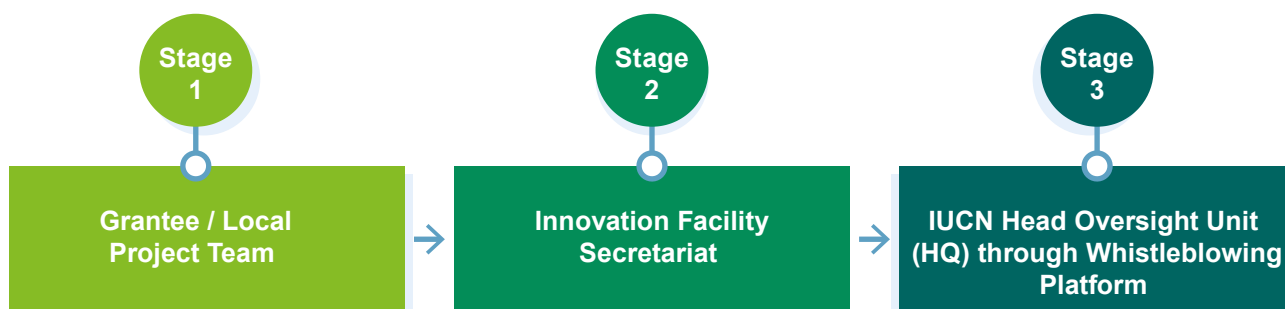 Stage
1
Stage
2
Stage
3
Grantee / Local
Project Team
Innovation Facility
Secretariat
IUCN Head Oversight Unit
(HQ) through Whistleblowing
Platform